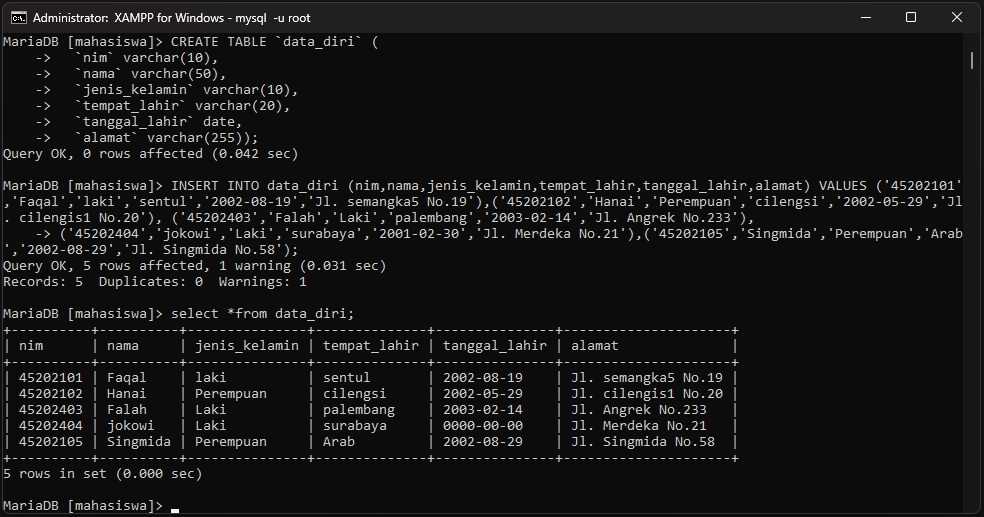 Administrator: XAMPP for Windows - mysql -u root
MariaDB [mahasiswa]> CREATE TABLE `data_diri` (
    ->   `nim` varchar(10),
    ->   `nama` varchar(50),
    ->   `jenis_kelamin` varchar(10),
    ->   `tempat_lahir` varchar(20),
    ->   `tanggal_lahir` date,
    ->   `alamat` varchar(255));
Query OK, 0 rows affected (0.042 sec)
MariaDB [mahasiswa]> INSERT INTO data_diri (nim,nama,jenis_kelamin,tempat_lahir,tanggal_lahir,alamat) VALUES ('45202101'
,'Faqal','laki','sentul','2002-08-19','Jl. semangka5 No.19'),('45202102','Hanai','Perempuan','cilengsi','2002-05-29','Jl
. cilengis1 No.20'), ('45202403','Falah','Laki','palembang','2003-02-14','Jl. Angrek No.233'),
    -> ('45202404','jokowi','Laki','surabaya','2001-02-30','Jl. Merdeka No.21'),('45202105','Singmida','Perempuan','Arab
','2002-08-29','Jl. Singmida No.58');
Query OK, 5 rows affected, 1 warning (0.031 sec)
Records: 5  Duplicates: 0  Warnings: 1
MariaDB [mahasiswa]> select *from data_diri;
+----------+----------+---------------+--------------+---------------+---------------------+
| nim      | nama     | jenis_kelamin | tempat_lahir | tanggal_lahir | alamat              |
+----------+----------+---------------+--------------+---------------+---------------------+
| 45202101 | Faqal    | laki          | sentul       | 2002-08-19    | Jl. semangka5 No.19 |
| 45202102 | Hanai    | Perempuan     | cilengsi     | 2002-05-29    | Jl. cilengis1 No.20 |
| 45202403 | Falah    | Laki          | palembang    | 2003-02-14    | Jl. Angrek No.233   |
| 45202404 | jokowi   | Laki          | surabaya     | 0000-00-00    | Jl. Merdeka No.21   |
| 45202105 | Singmida | Perempuan     | Arab         | 2002-08-29    | Jl. Singmida No.58  |
+----------+----------+---------------+--------------+---------------+---------------------+
5 rows in set (0.000 sec)
MariaDB [mahasiswa]>